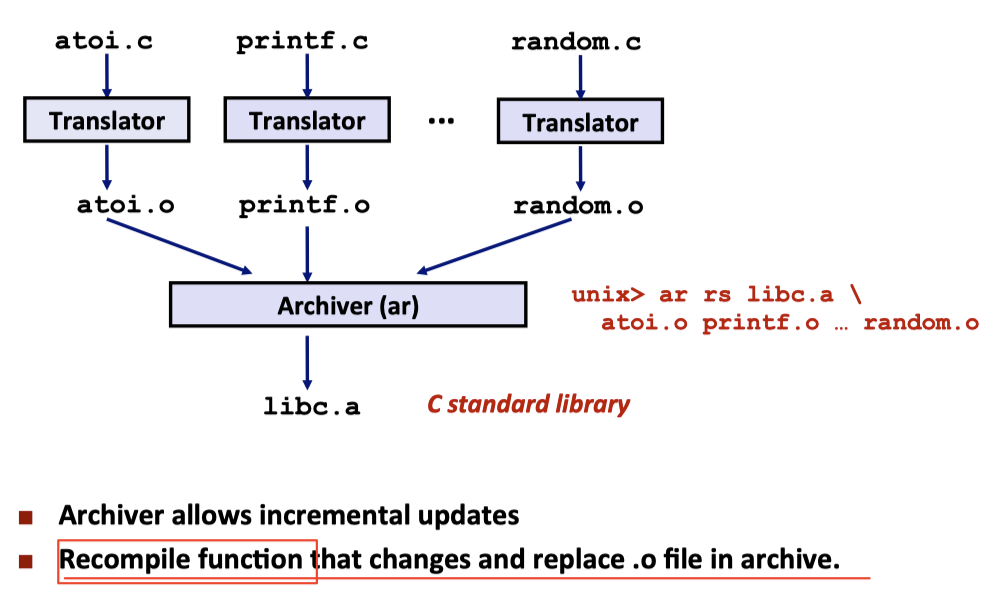 atoi.c printf.c random.c
Translator Translator ... Translator
atoi.o printf.o random.o
Archiver (ar)
unix> ar rs libc.a \
atoi.o printf.o … random.o
libc.a
C standard library
■ Archiver allows incremental updates
■ Recompile function that changes and replace .o file in archive.